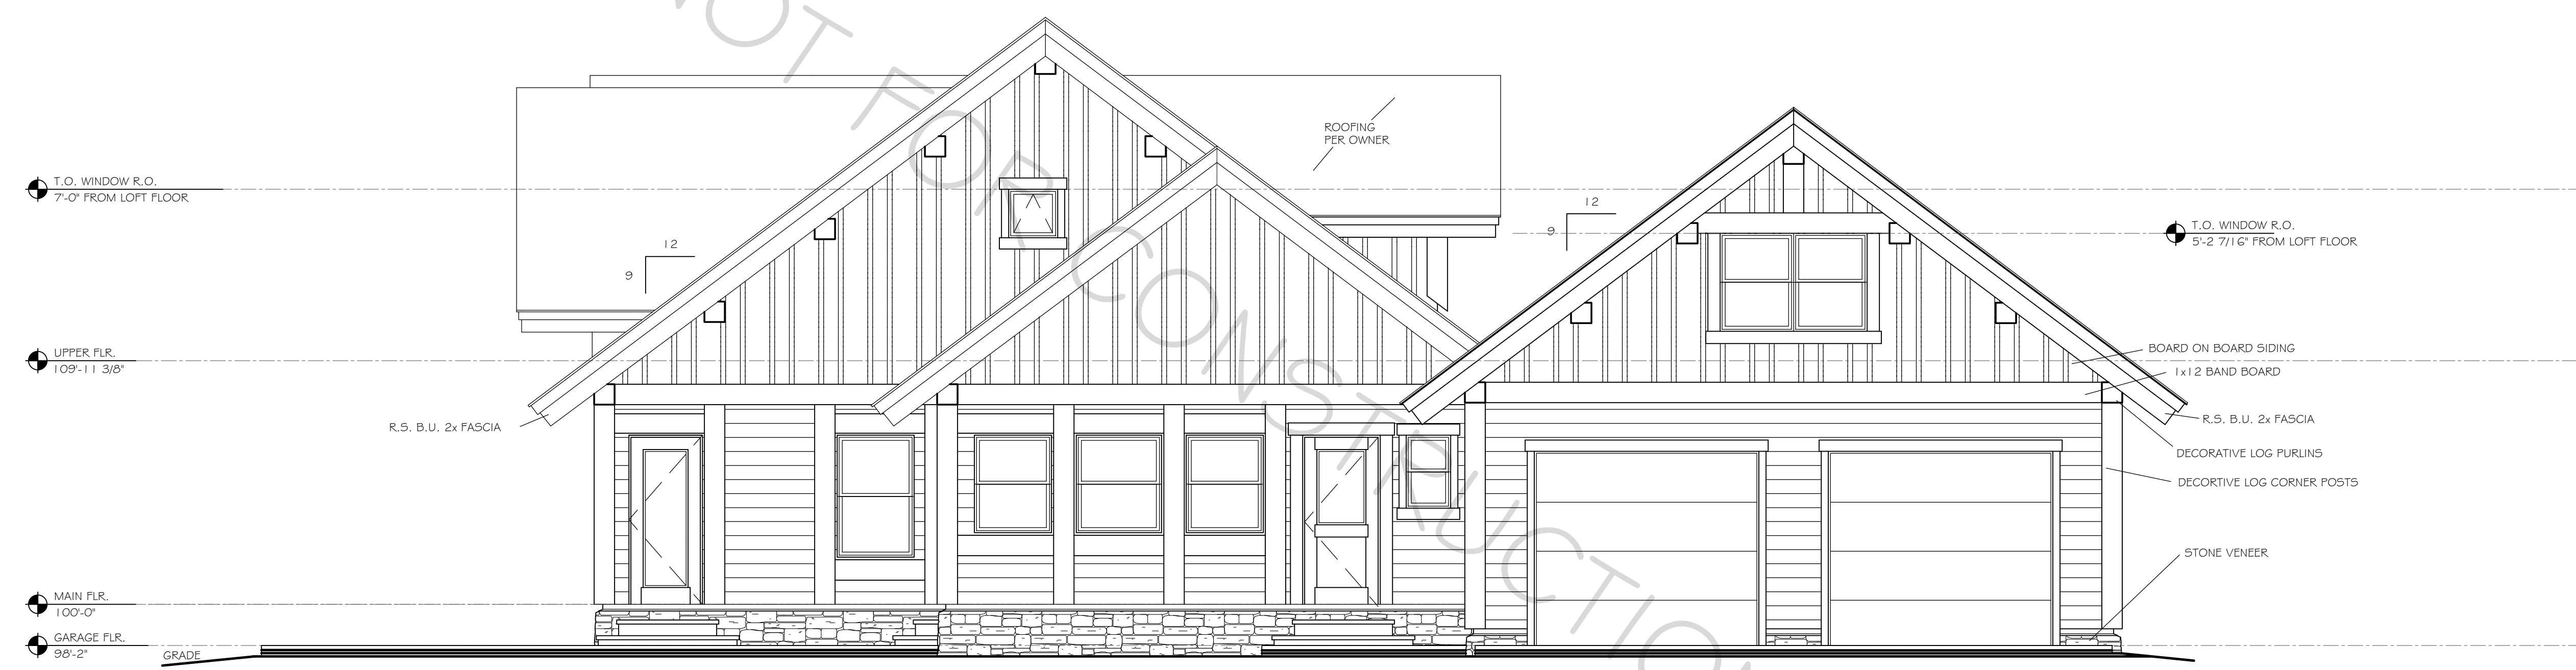 NOT FOR CONSTRUCTION
ROOFING
PER OWNER
T.O. WINDOW R.O.
7'-0" FROM LOFT FLOOR
12
9
12
9
T.O. WINDOW R.O.
5'-2 7/16" FROM LOFT FLOOR
UPPER FLR.
109'-11 3/8"
BOARD ON BOARD SIDING
1x12 BAND BOARD
R.S. B.U. 2x FASCIA
R.S. B.U. 2x FASCIA
DECORATIVE LOG PURLINS
DECORTIVE LOG CORNER POSTS
STONE VENEER
MAIN FLR.
100'-0"
GARAGE FLR.
98'-2"
GRADE